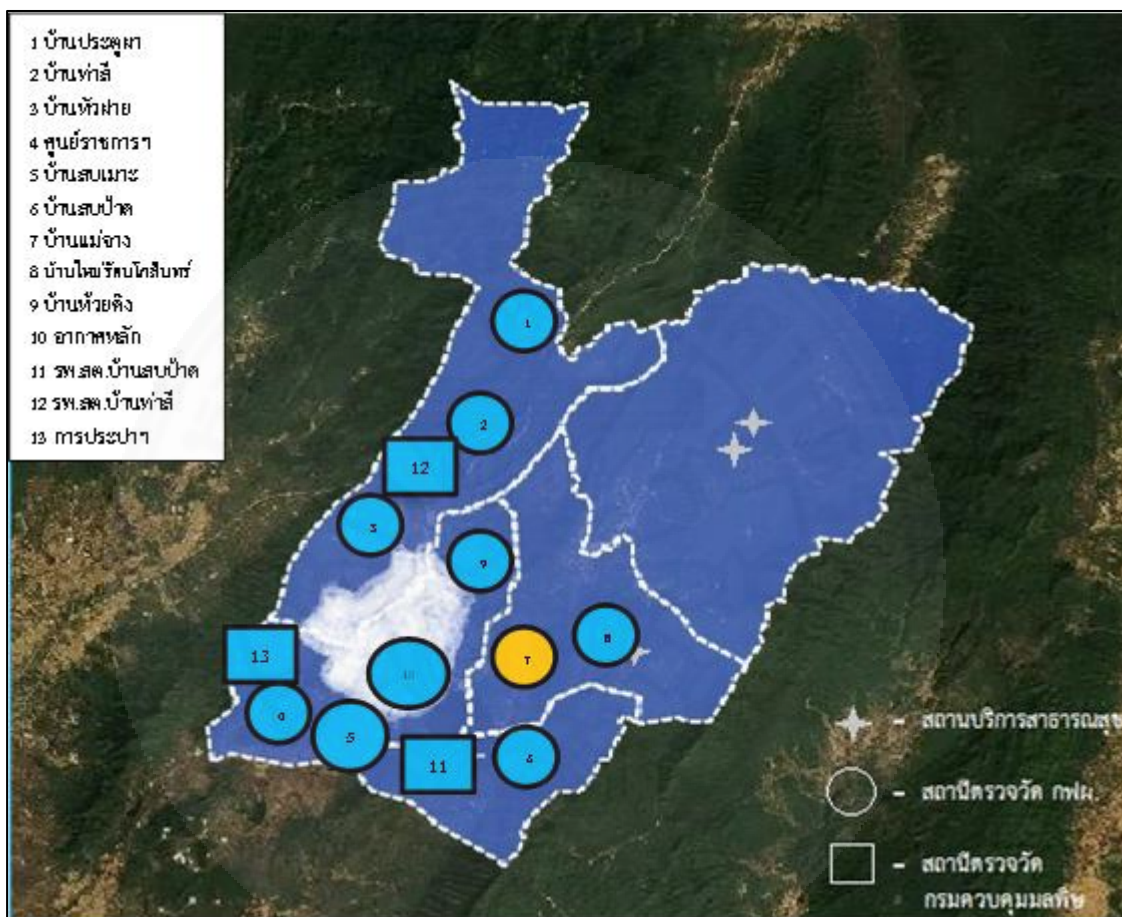 1 บ้านประตูผา
2 บ้านท่าสี
3 บ้านหัวฝาย
4 ศูนย์ราชการฯ
5 บ้านสบเมาะ
6 บ้านสบป้าด
7 บ้านแม่จาง
8 บ้านใหม่รัตนโกสินทร์
9 บ้านห้วยคิง
10 อากาศหลัก
11 รพ.สต.บ้านสบป้าด
12 รพ.สต.บ้านท่าสี
13 การประปาฯ
1
2
12
3
9
8
7
13
10
4
5
11
6
- สถานบริการสาธารณสุข
- สถานีตรวจวัด กฟผ.
- สถานีตรวจวัด
กรมควบคุมมลพิษ